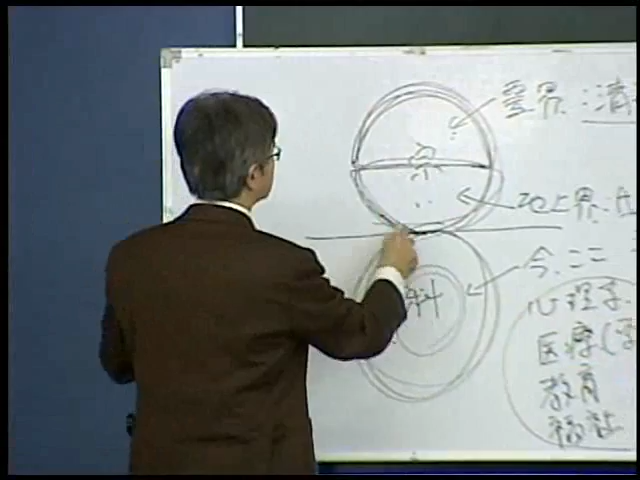 霊界:清
宗
地上界:
今、ここ
科
心理学
医療(
教育
福祉